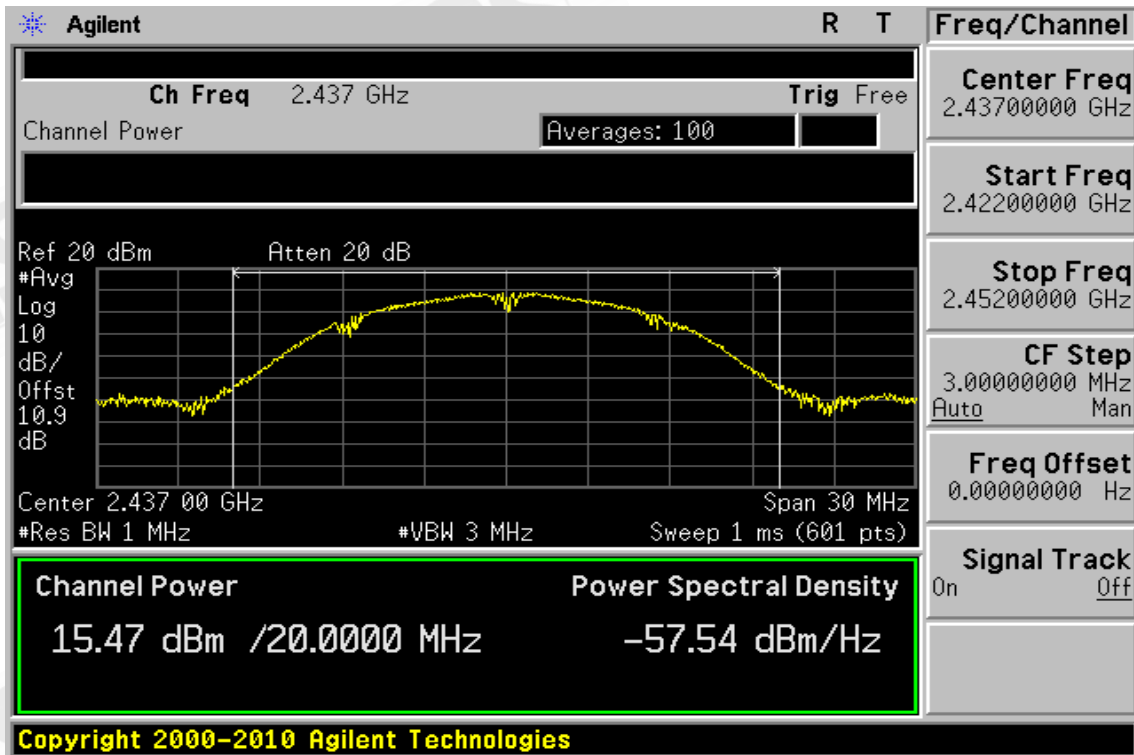 Agilent R T
Ch Freq 2.437 GHz Trig Free
Channel Power Averages: 100
Ref 20 dBm Atten 20 dB
#Avg
Log
10
dB/
Offst
10.9
dB
Center 2.437 00 GHz Span 30 MHz
#Res BW 1 MHz #VBW 3 MHz Sweep 1 ms (601 pts)
Channel Power Power Spectral Density
15.47 dBm /20.0000 MHz -57.54 dBm/Hz
Copyright 2000-2010 Agilent Technologies
Freq/Channel
Center Freq
2.43700000 GHz
Start Freq
2.42200000 GHz
Stop Freq
2.45200000 GHz
CF Step
3.00000000 MHz
Auto Man
Freq Offset
0.00000000 Hz
Signal Track
On Off